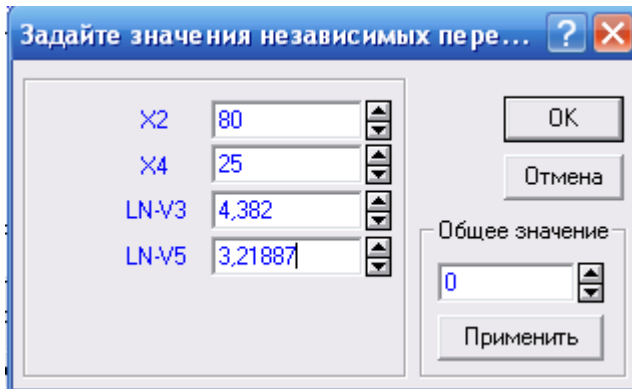 Задайте значения независимых пере...
X2 80
X4 25
LN-V3 4,382
LN-V5 3,21887
OK
Отмена
Общее значение
0
Применить